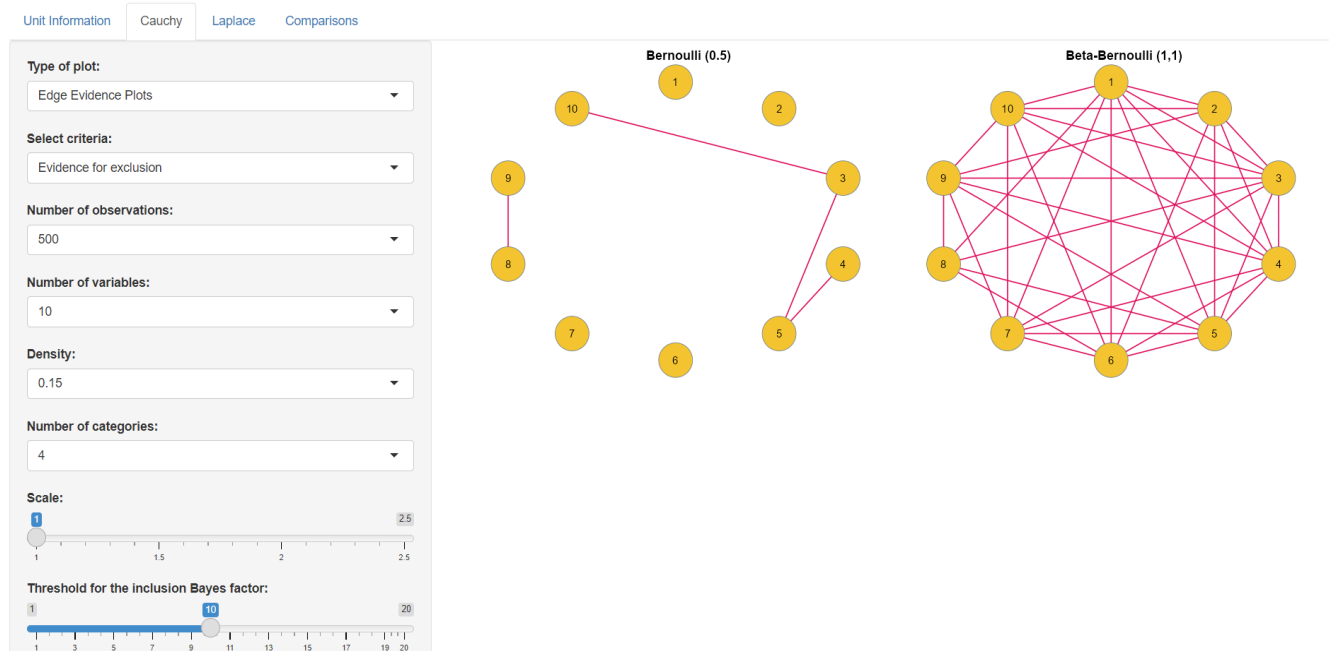 Unit Information Cauchy Laplace Comparisons
Type of plot:
Edge Evidence Plots
Select criteria:
Evidence for exclusion
Number of observations:
500
Number of variables:
10
Density:
0.15
Number of categories:
4
Scale:
1 2.5
1 1.5 2 2.5
Threshold for the inclusion Bayes factor:
1 10 20
1 3 5 7 9 11 13 15 17 19 20
Bernoulli (0.5)
1
10 2
9 3
8 4
7 5
6
Beta-Bernoulli (1,1)
1
10 2
9 3
8 4
7 5
6